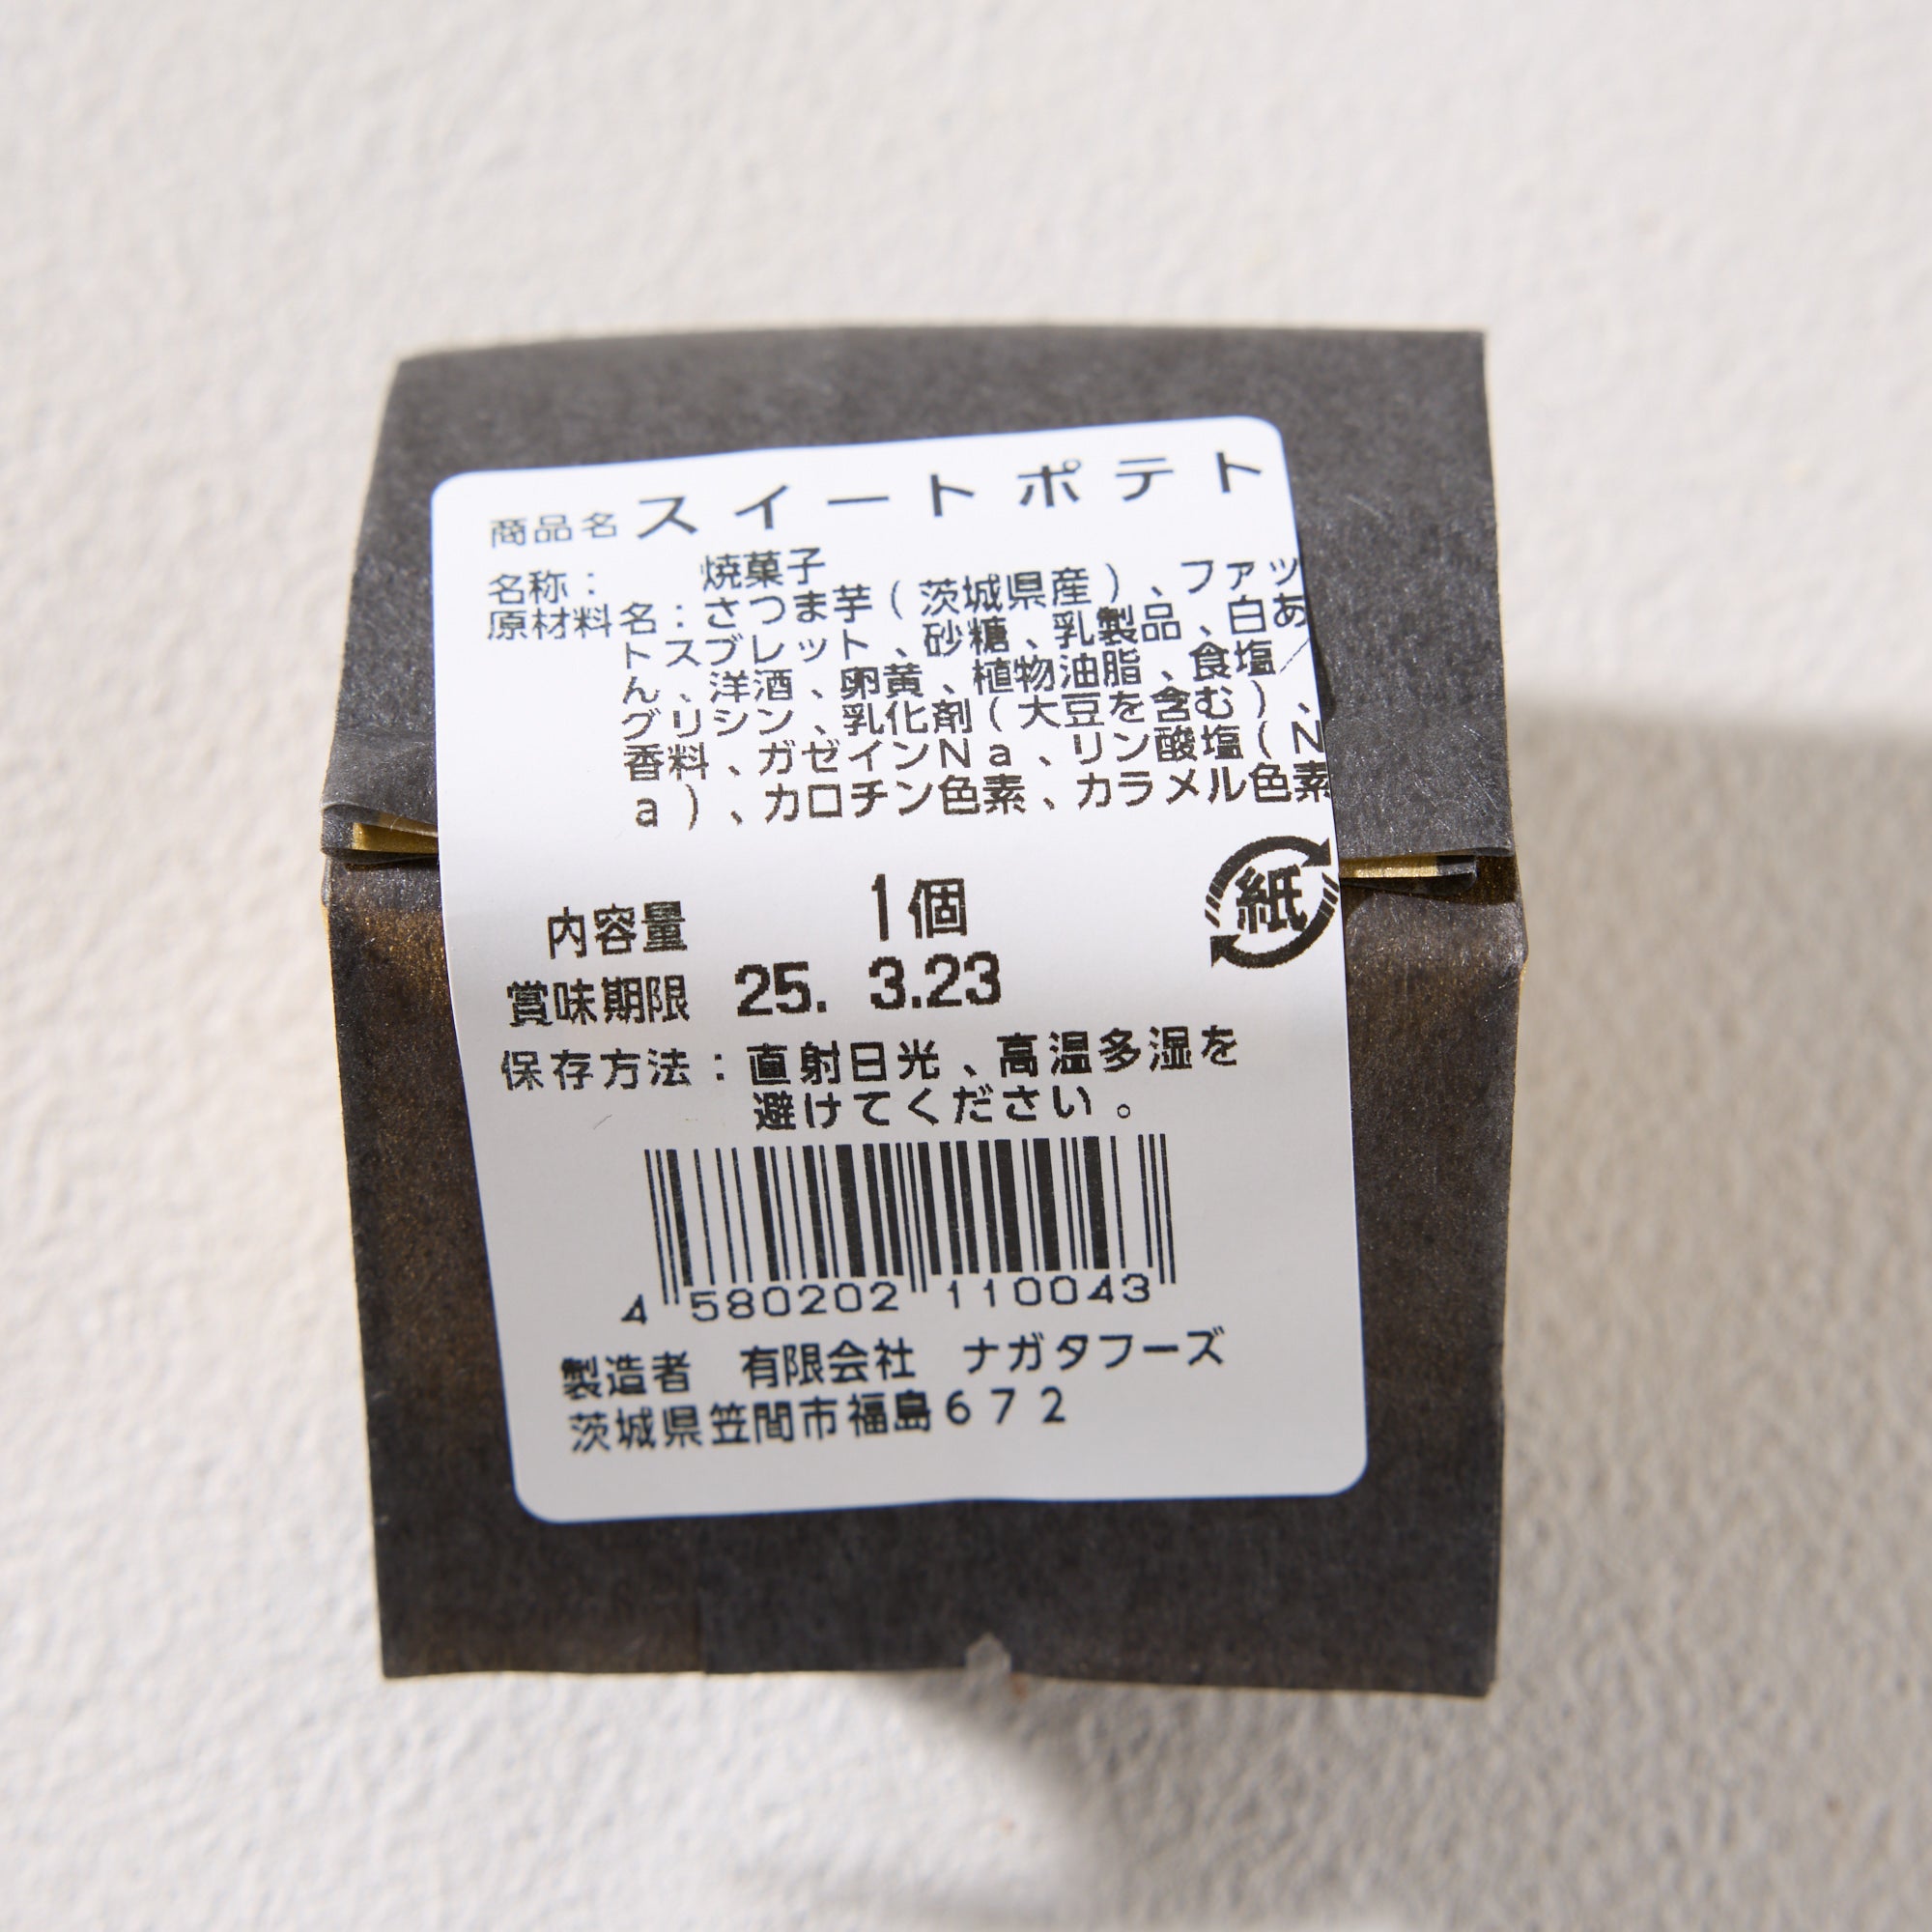 商品名 スイートポテト
名称： 焼菓子
原材料名：さつま芋（茨城県産）、ファッ
トスブレット、砂糖、乳製品、白あ
ん、洋酒、卵黄、植物油脂、食塩／
グリシン、乳化剤（大豆を含む）、
香料、ガゼインＮａ、リン酸塩（Ｎ
ａ）、カロチン色素、カラメル色素
紙
内容量 1個
賞味期限 25. 3.23
保存方法：直射日光、高温多湿を
避けてください。
4 580202 110043
製造者 有限会社 ナガタフーズ
茨城県笠間市福島６７２